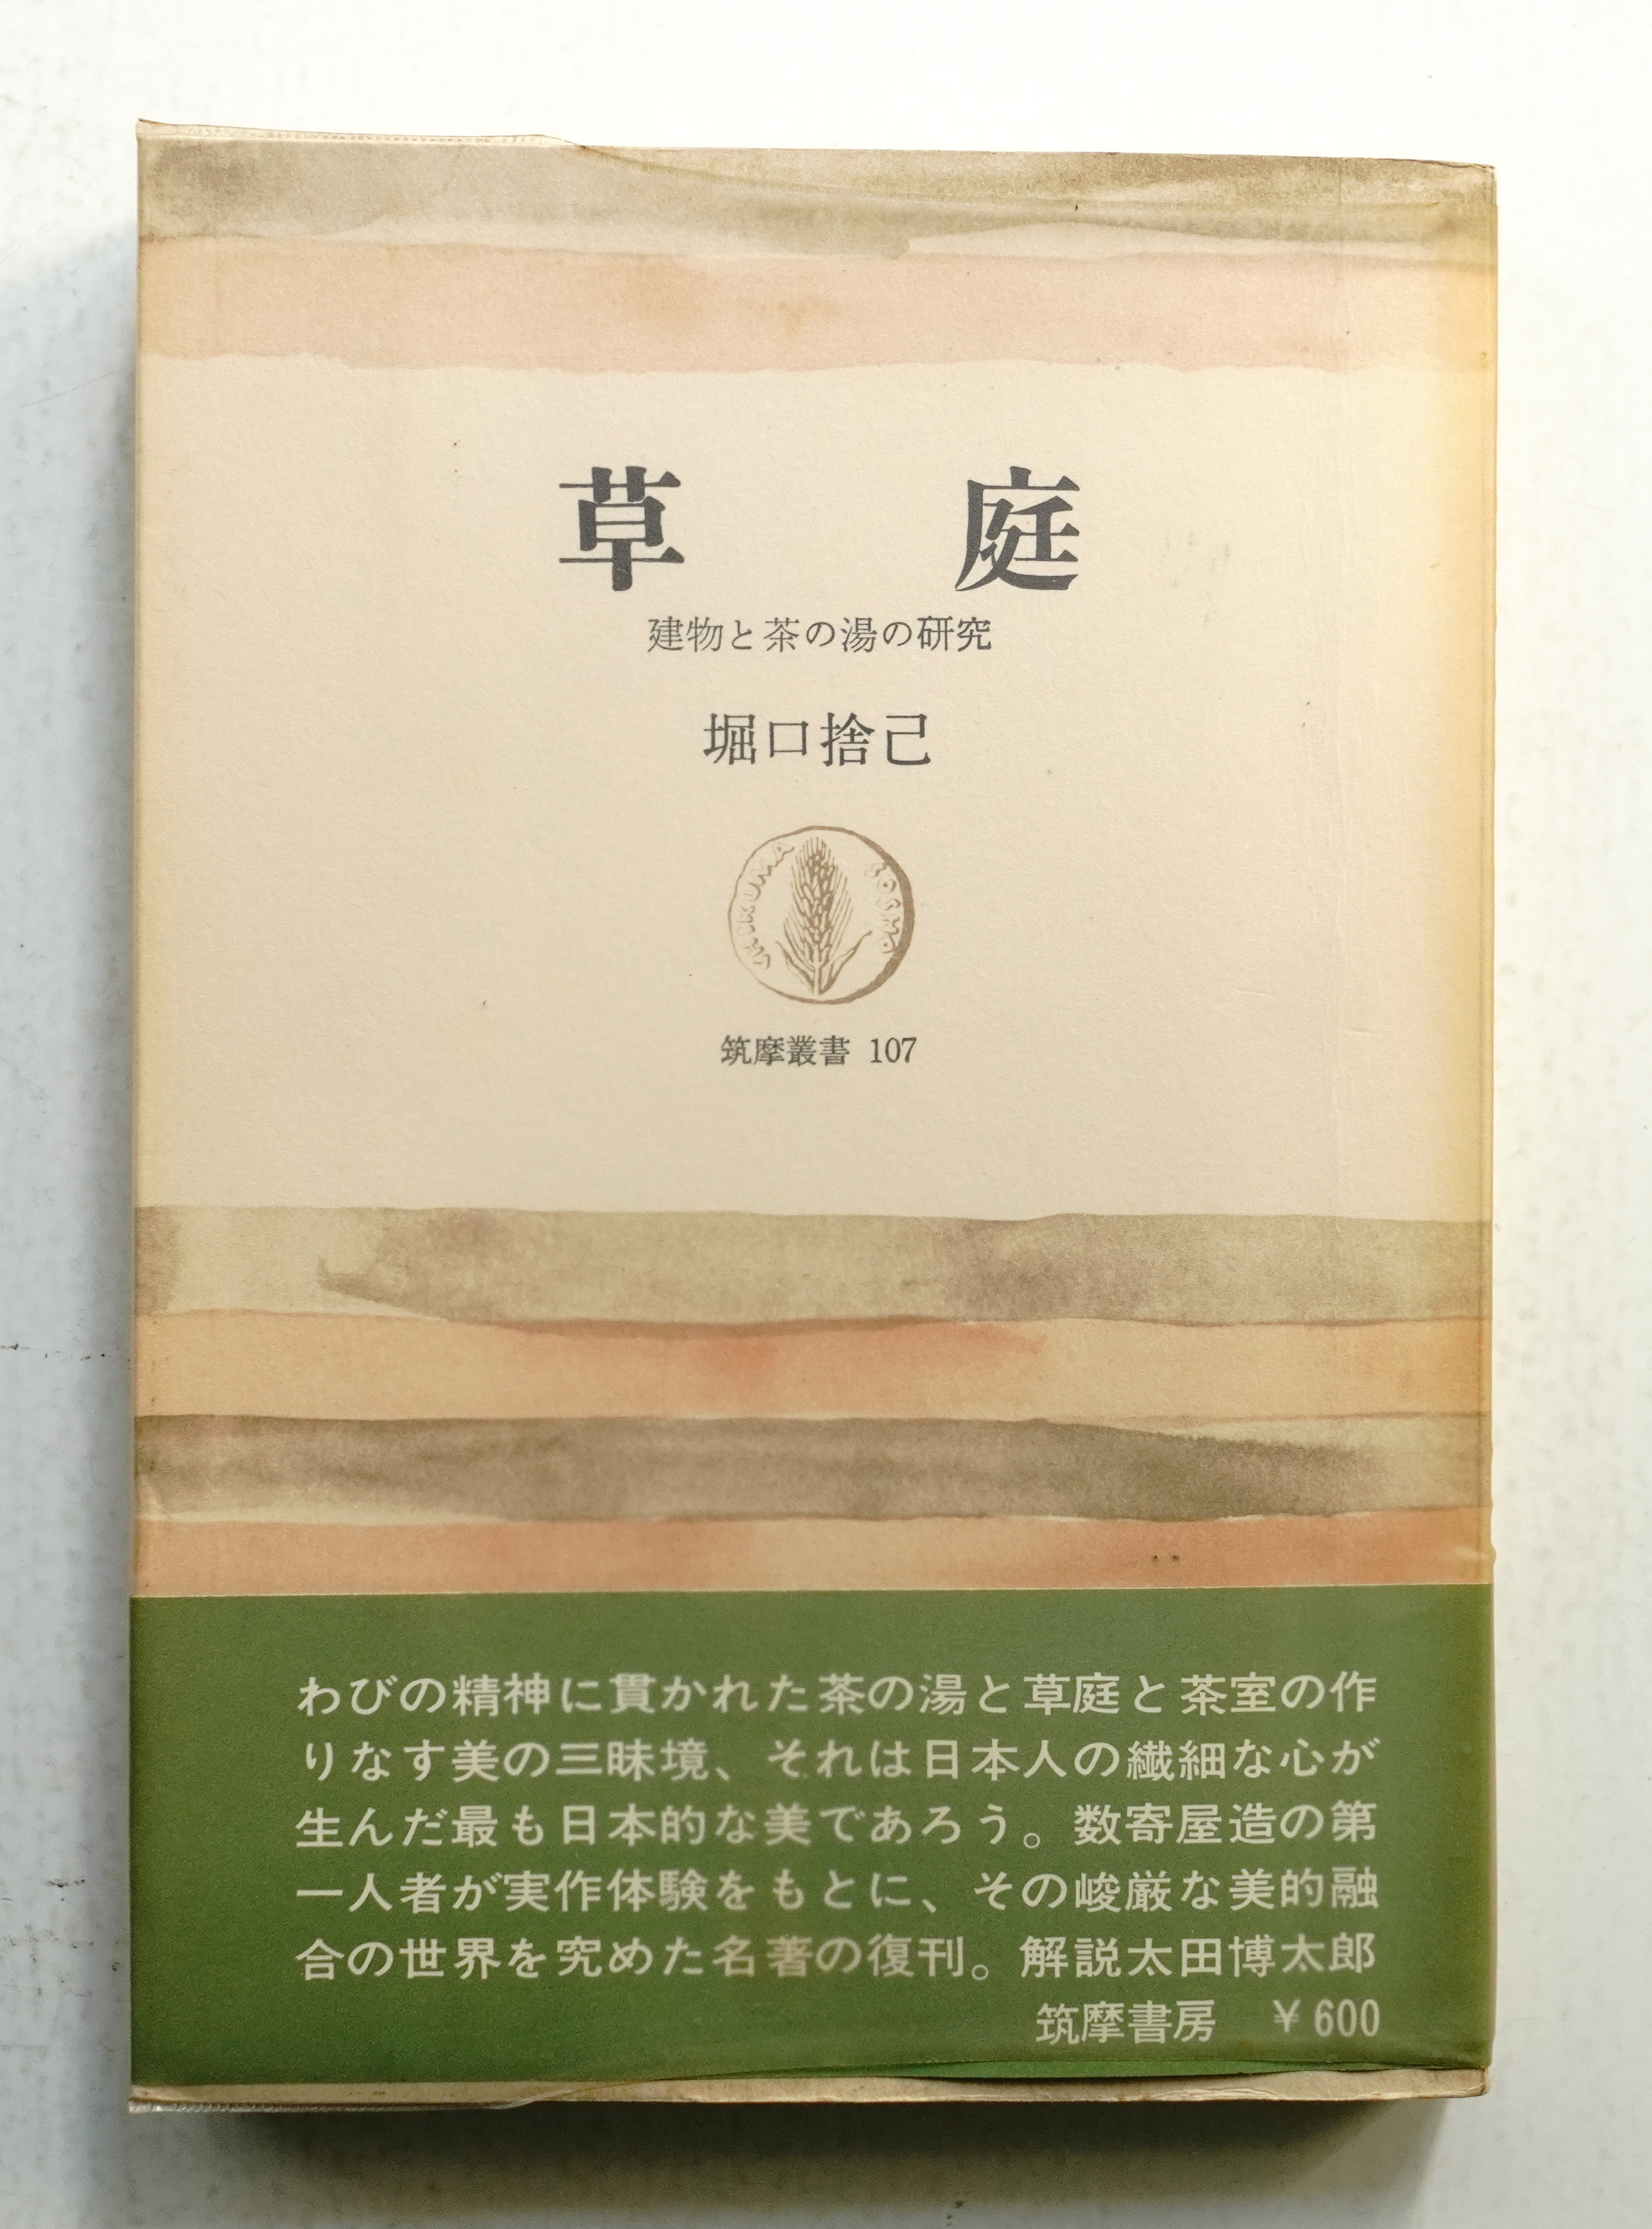 草 庭
建物と茶の湯の研究
堀口捨己
CHIKUMA SHOBO
筑摩叢書 107
わびの精神に貫かれた茶の湯と草庭と茶室の作
りなす美の三昧境、それは日本人の繊細な心が
生んだ最も日本的な美であろう。数寄屋造の第
一人者が実作体験をもとに、その峻厳な美的融
合の世界を究めた名著の復刊。解説太田博太郎
筑摩書房 ¥600